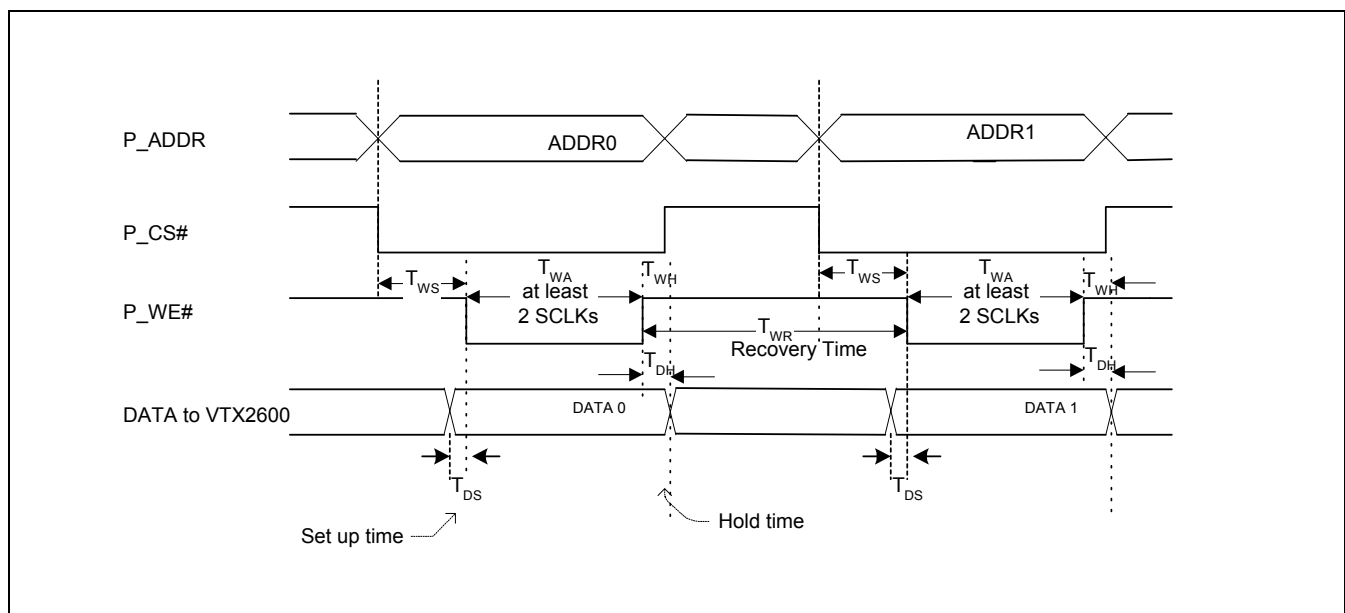 P_ADDR
ADDR0
ADDR1
P_CS#
TWS
TWA
TWH
TWS
TWA
TWH
P_WE#
at least
2 SCLKs
at least
2 SCLKs
TWR
Recovery Time
TDH
TDH
DATA to VTX2600
DATA 0
DATA 1
TDS
TDS
Set up time
Hold time